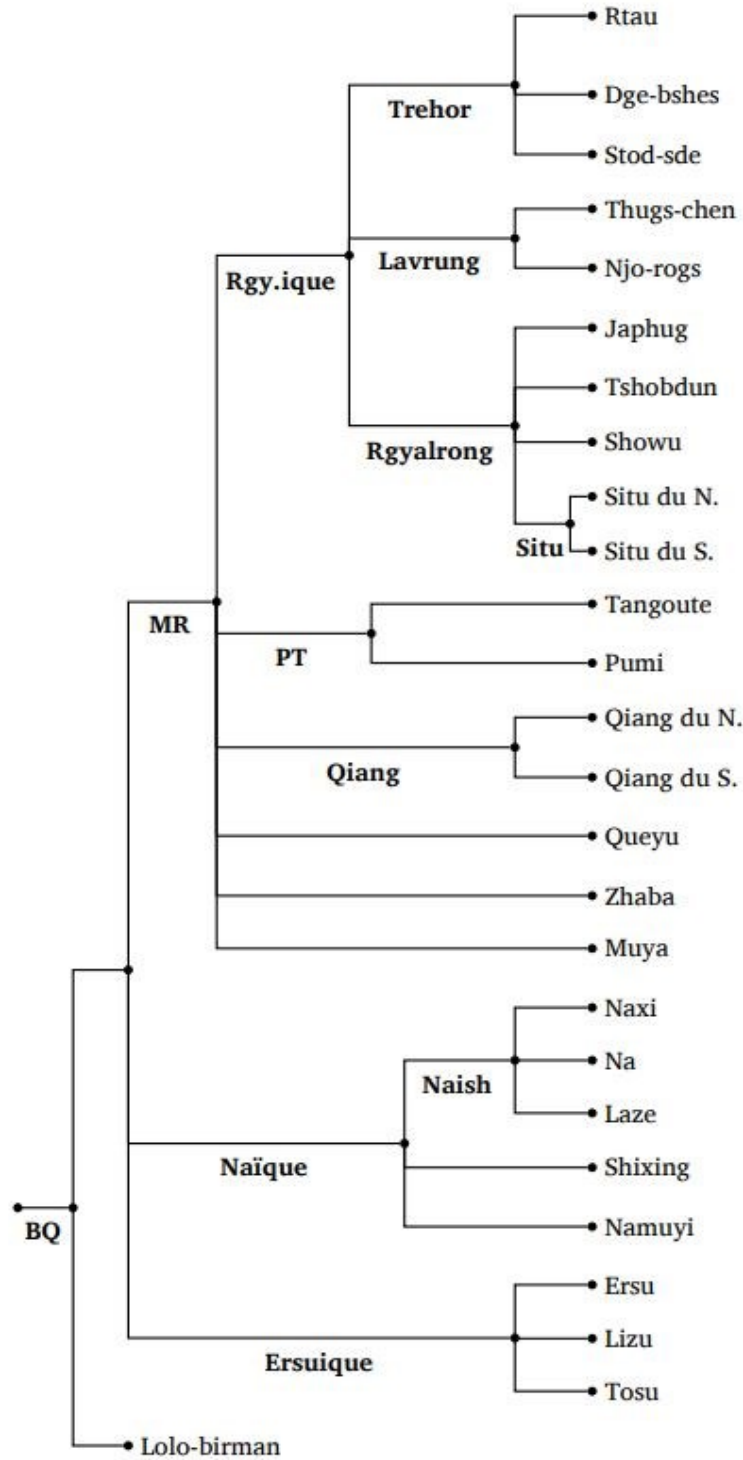 Rtau
Trehor
Dge-bshes
Stod-sde
Thugs-chen
Rgy.ique
Lavrung
Njo-rogs
Japhug
Tshobdun
Rgyalrong
Showu
Situ du N.
Situ
Situ du S.
MR
Tangoute
PT
Pumi
Qiang du N.
Qiang
Qiang du S.
Queyu
Zhaba
Muya
Naxi
Na
Naish
Laze
Naïque
Shixing
Namuyi
BQ
Ersu
Ersuique
Lizu
Tosu
Lolo-birman